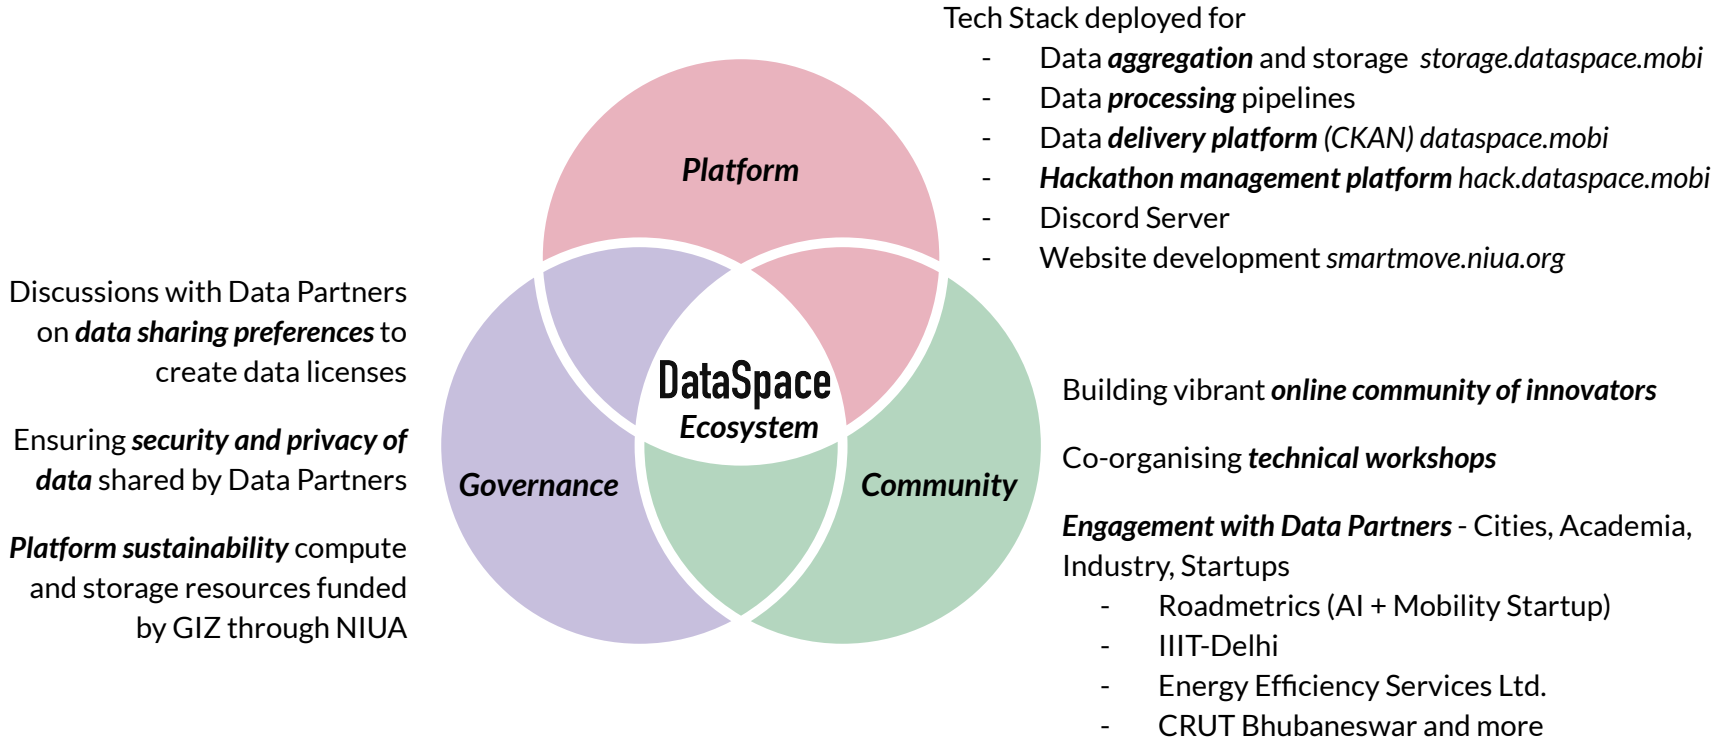 Tech Stack deployed for
- Data aggregation and storage storage.dataspace.mobi
- Data processing pipelines
- Data delivery platform (CKAN) dataspace.mobi
- Hackathon management platform hack.dataspace.mobi
- Discord Server
- Website development smartmove.niua.org
Platform
Discussions with Data Partners
on data sharing preferences to
create data licenses
Ensuring security and privacy of
data shared by Data Partners
Platform sustainability compute
and storage resources funded
by GIZ through NIUA
DataSpace
Ecosystem
Governance
Community
Building vibrant online community of innovators
Co-organising technical workshops
Engagement with Data Partners - Cities, Academia,
Industry, Startups
- Roadmetrics (AI + Mobility Startup)
- IIIT-Delhi
- Energy Efficiency Services Ltd.
- CRUT Bhubaneswar and more